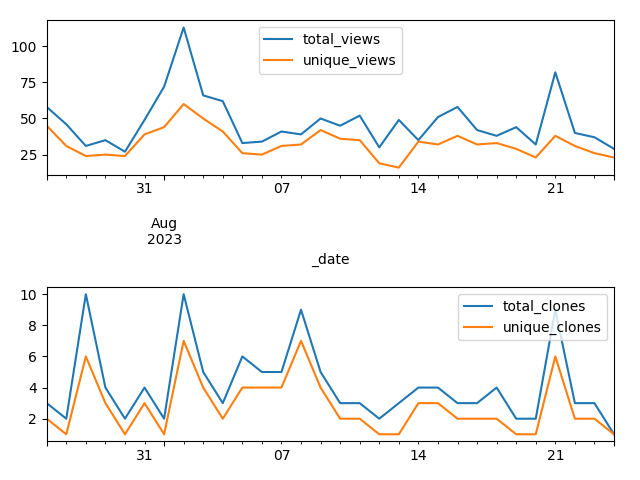 total_views
unique_views
100
75
50
25
31 07 14 21
Aug
2023
_date
total_clones
unique_clones
10
8
6
4
2
31 07 14 21